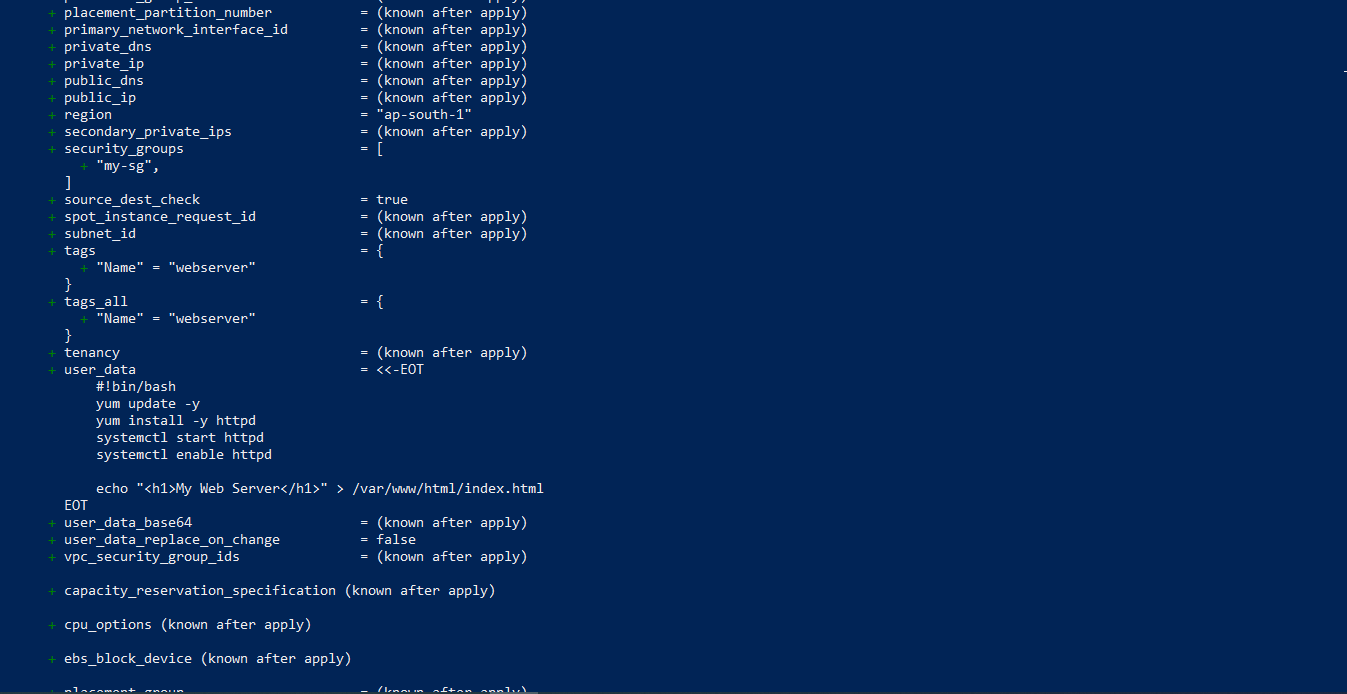 + placement_partition_number = (known after apply)
+ primary_network_interface_id = (known after apply)
+ private_dns = (known after apply)
+ private_ip = (known after apply)
+ public_dns = (known after apply)
+ public_ip = (known after apply)
+ region = "ap-south-1"
+ secondary_private_ips = (known after apply)
+ security_groups = [
+ "my-sg",
]
+ source_dest_check = true
+ spot_instance_request_id = (known after apply)
+ subnet_id = (known after apply)
+ tags = {
+ "Name" = "webserver"
}
+ tags_all = {
+ "Name" = "webserver"
}
+ tenancy = (known after apply)
+ user_data = <<-EOT
#!bin/bash
yum update -y
yum install -y httpd
systemctl start httpd
systemctl enable httpd
echo "<h1>My Web Server</h1>" > /var/www/html/index.html
EOT
+ user_data_base64 = (known after apply)
+ user_data_replace_on_change = false
+ vpc_security_group_ids = (known after apply)
+ capacity_reservation_specification (known after apply)
+ cpu_options (known after apply)
+ ebs_block_device (known after apply)
+ placement_group = (known after apply)